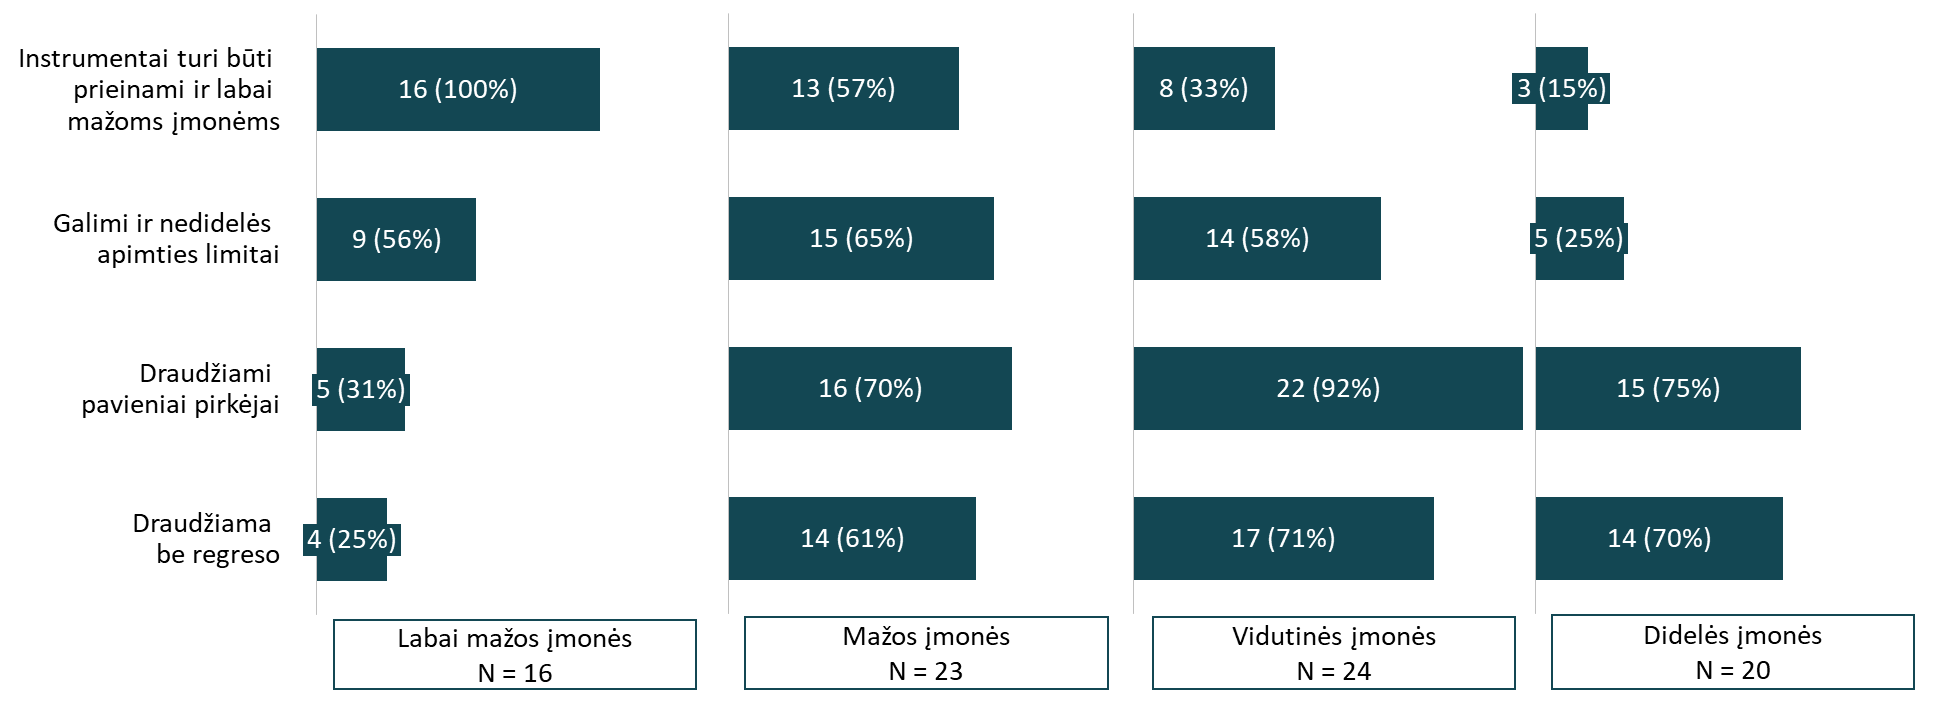 Instrumentai turi būti
prieinami ir labai
mažoms įmonėms
16 (100%)
13 (57%)
8 (33%)
3 (15%)
Galimi ir nedidelės
apimties limitai
9 (56%)
15 (65%)
14 (58%)
5 (25%)
Draudžiami
pavieniai pirkėjai
5 (31%)
16 (70%)
22 (92%)
15 (75%)
Draudžiama
be regreso
4 (25%)
14 (61%)
17 (71%)
14 (70%)
Labai mažos įmonės
N = 16
Mažos įmonės
N = 23
Vidutinės įmonės
N = 24
Didelės įmonės
N = 20